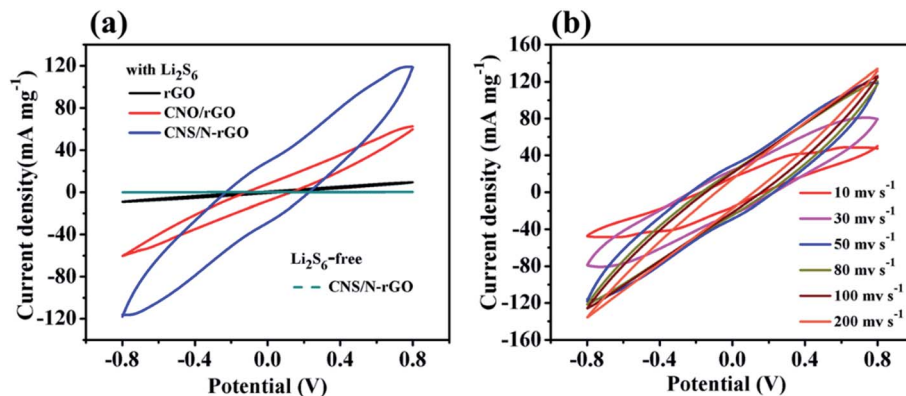 (a)
Current density(mA mg⁻¹)
120
80
40
0
-40
-80
-120
with Li₂S₆
rGO
CNO/rGO
CNS/N-rGO
Li₂S₆-free
CNS/N-rGO
-0.8 -0.4 0.0 0.4 0.8
Potential (V)
(b)
Current density (mA mg⁻¹)
160
120
80
40
0
-40
-80
-120
-160
10 mv s⁻¹
30 mv s⁻¹
50 mv s⁻¹
80 mv s⁻¹
100 mv s⁻¹
200 mv s⁻¹
-0.8 -0.4 0.0 0.4 0.8
Potential (V)